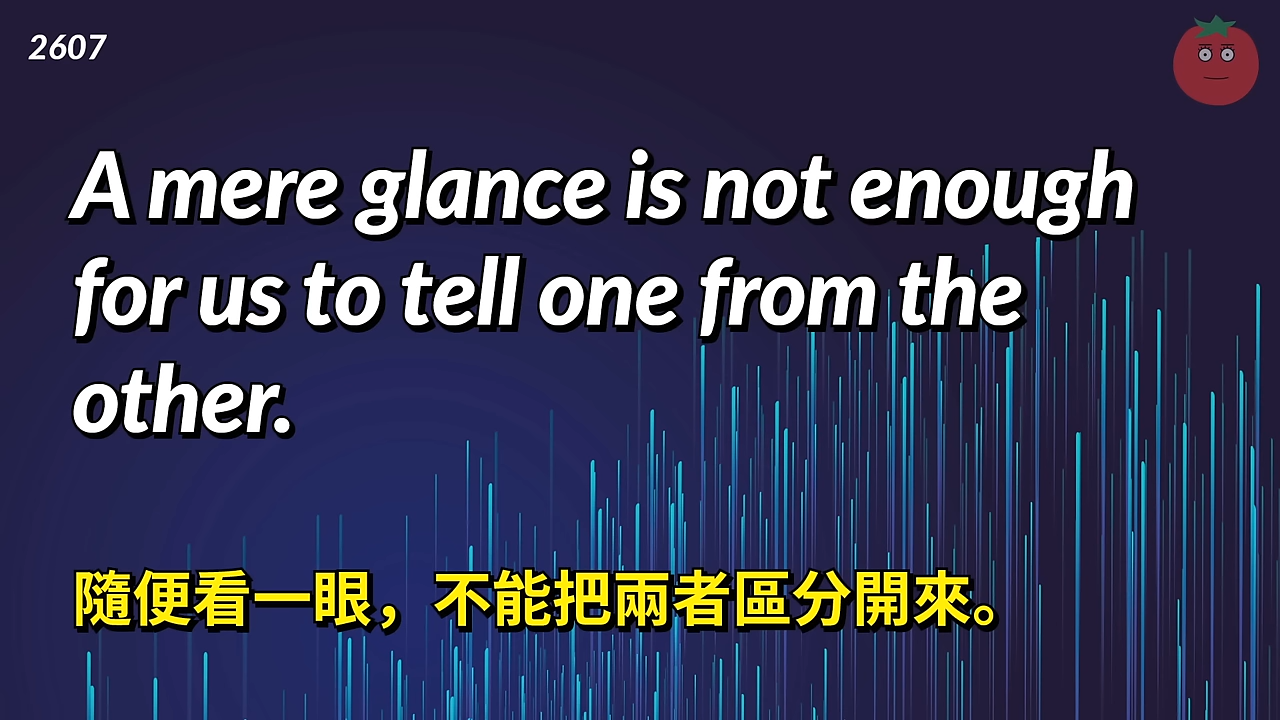 2607
A mere glance is not enough
for us to tell one from the
other.
隨便看一眼，不能把兩者區分開來。